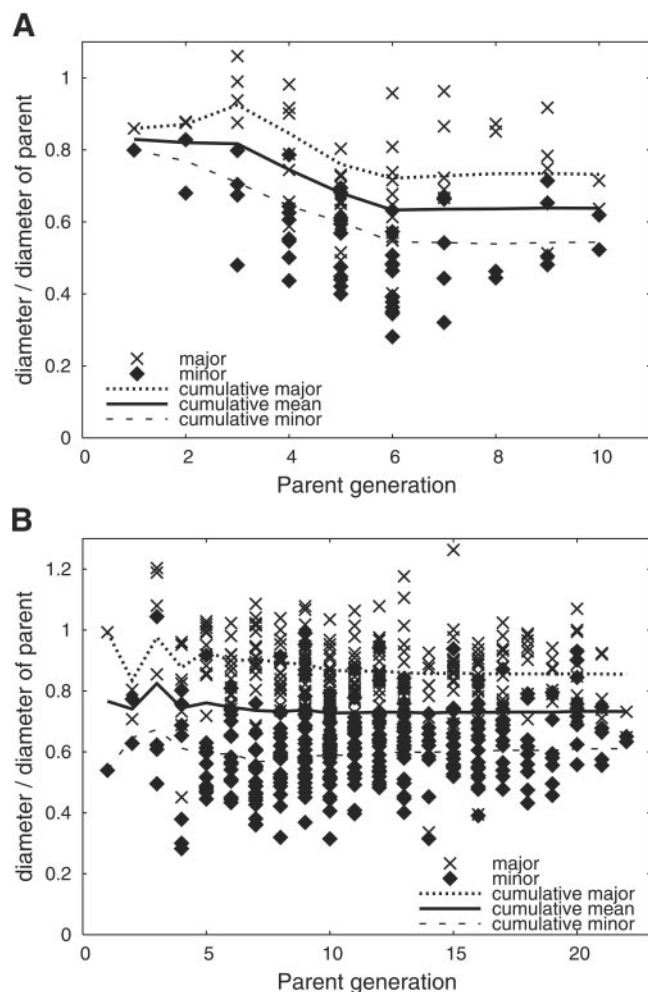 A
diameter / diameter of parent
1
0.8
0.6
0.4
0.2
0
major
minor
cumulative major
cumulative mean
cumulative minor
0 2 4 6 8 10
Parent generation
B
diameter / diameter of parent
1.2
1
0.8
0.6
0.4
0.2
0
major
minor
cumulative major
cumulative mean
cumulative minor
0 5 10 15 20
Parent generation